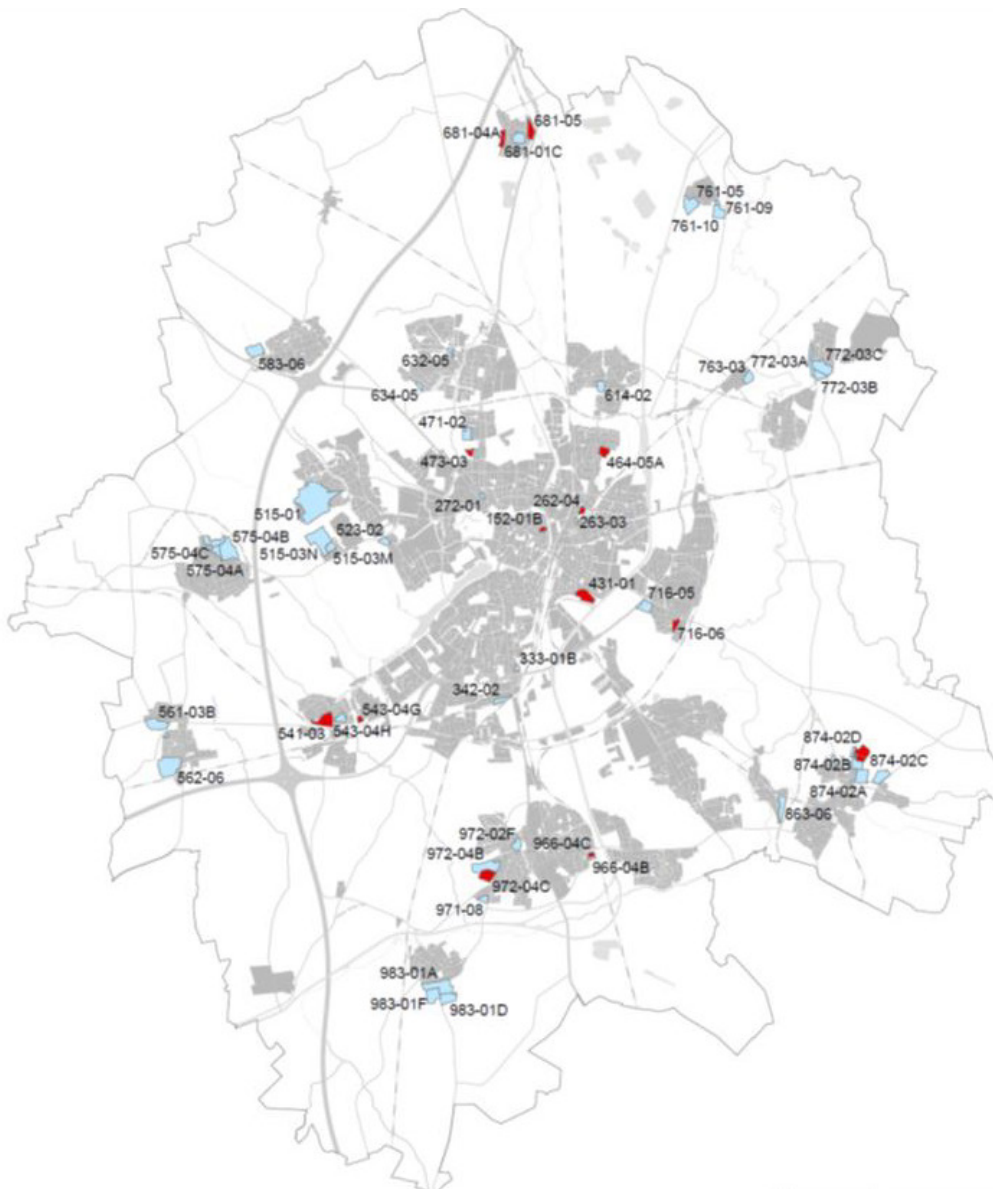 681-05
681-04A
681-01C
761-05
761-09
761-10
583-06
632-05
634-05
614-02
763-03
772-03A
772-03C
772-03B
471-02
473-03
464-05A
272-01
262-04
152-01B
263-03
515-01
523-02
575-04B
575-04C
515-03N
515-03M
575-04A
431-01
716-05
716-06
333-01B
342-02
561-03B
543-04G
541-03
543-04H
562-06
874-02D
874-02B
874-02C
874-02A
863-06
972-02F
966-04C
972-04B
966-04B
972-04C
971-08
983-01A
983-01F
983-01D